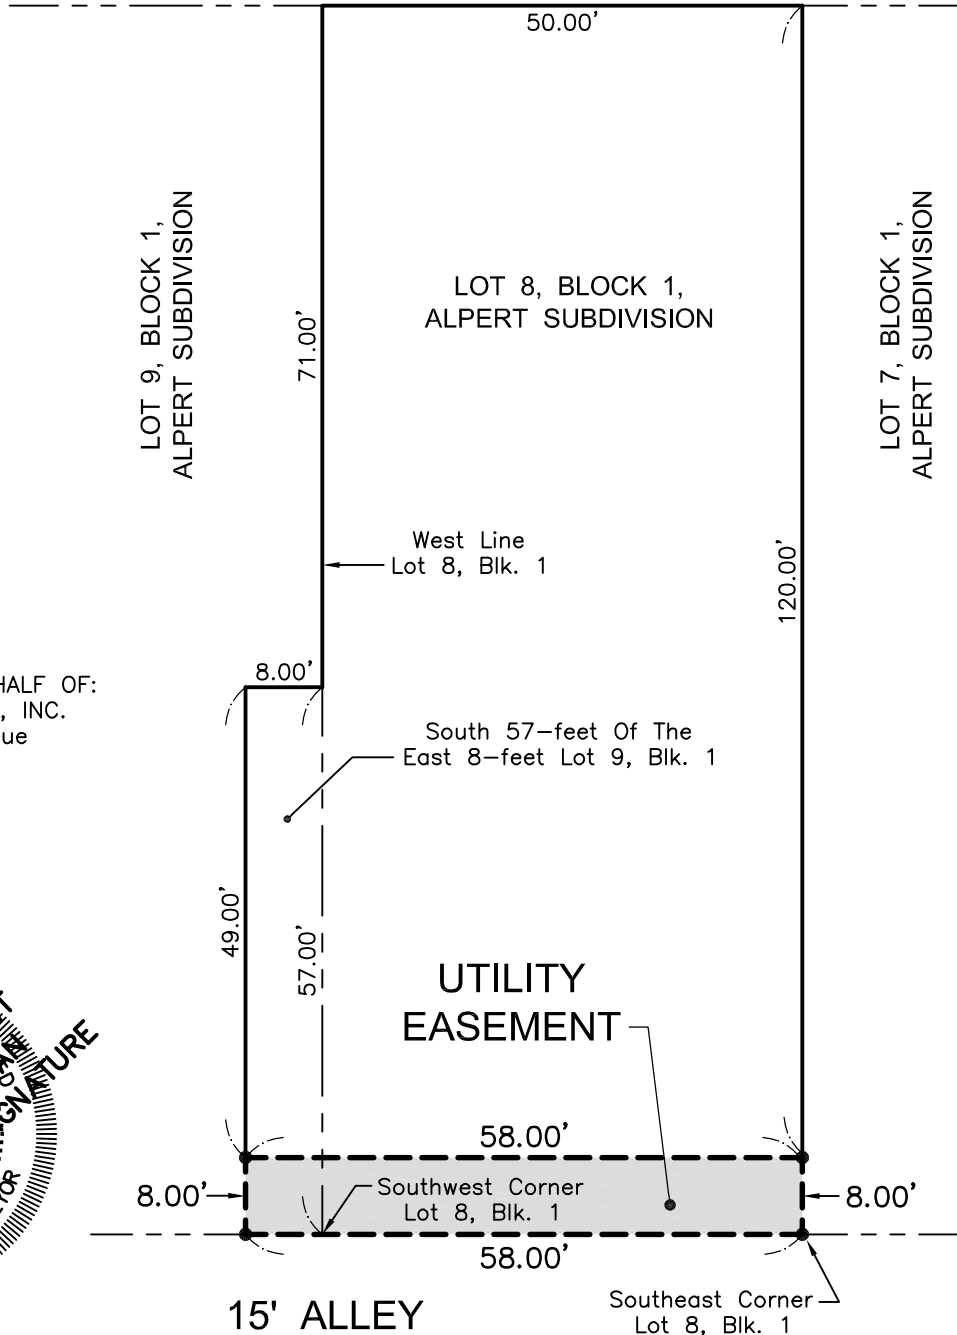 50.00'
LOT 9, BLOCK 1,
ALPERT SUBDIVISION
LOT 8, BLOCK 1,
ALPERT SUBDIVISION
LOT 7, BLOCK 1,
ALPERT SUBDIVISION
71.00'
West Line
Lot 8, Blk. 1
120.00'
8.00'
HALF OF:
, INC.
ue
South 57-feet Of The
East 8-feet Lot 9, Blk. 1
49.00'
57.00'
UTILITY
EASEMENT
58.00'
8.00'
Southwest Corner
Lot 8, Blk. 1
8.00'
58.00'
15' ALLEY
Southeast Corner
Lot 8, Blk. 1